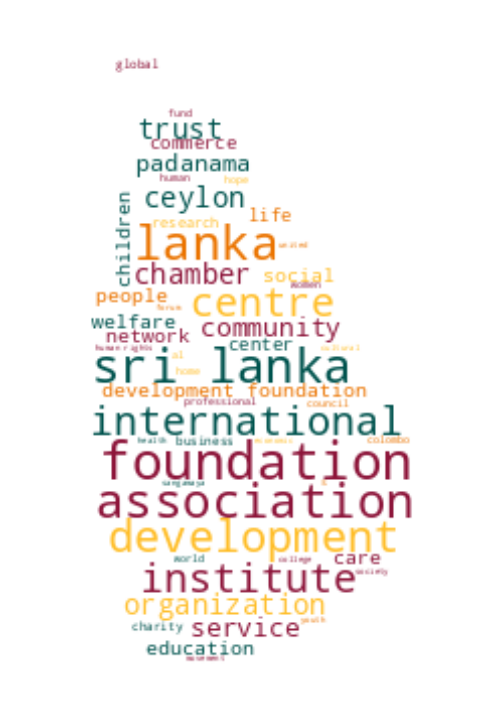 global
fund
trust
commerce
padanama
human hope
ceylon
children
research life
lanka united
chamber social
women
people centre
forum
welfare community
network center
human rights al cultural
sri lanka
home
development foundation
professional council
international
health business economic colombo
foundation
sangamaya
association
development
world college care
institute society
organization
charity service youth
education
movement